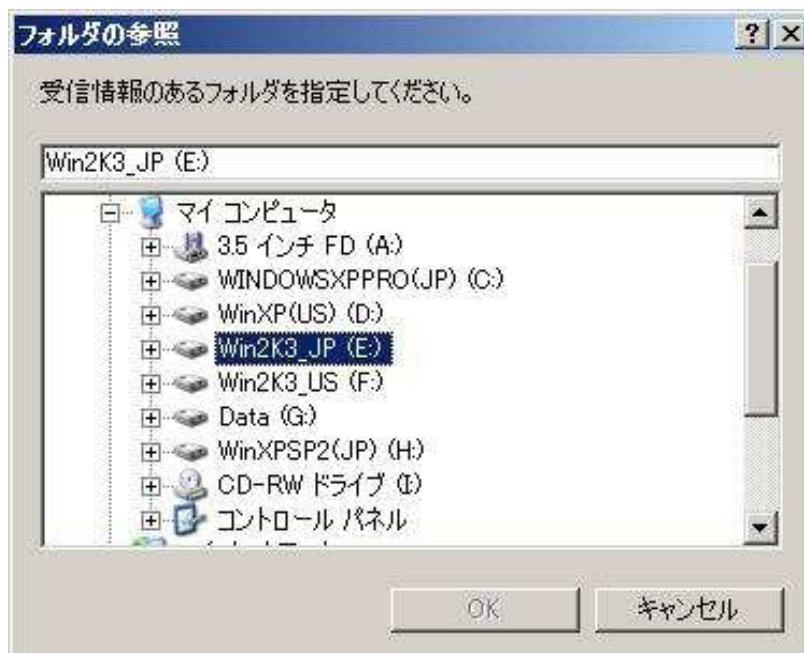 フォルダの参照
受信情報のあるフォルダを指定してください。
Win2K3_JP (E:)
マイ コンピュータ
3.5 インチ FD (A:)
WINDOWSXPPRO(JP) (C:)
WinXP(US) (D:)
Win2K3_JP (E:)
Win2K3_US (F:)
Data (G:)
WinXPSP2(JP) (H:)
CD-RW ドライブ (I:)
コントロール パネル
OK キャンセル